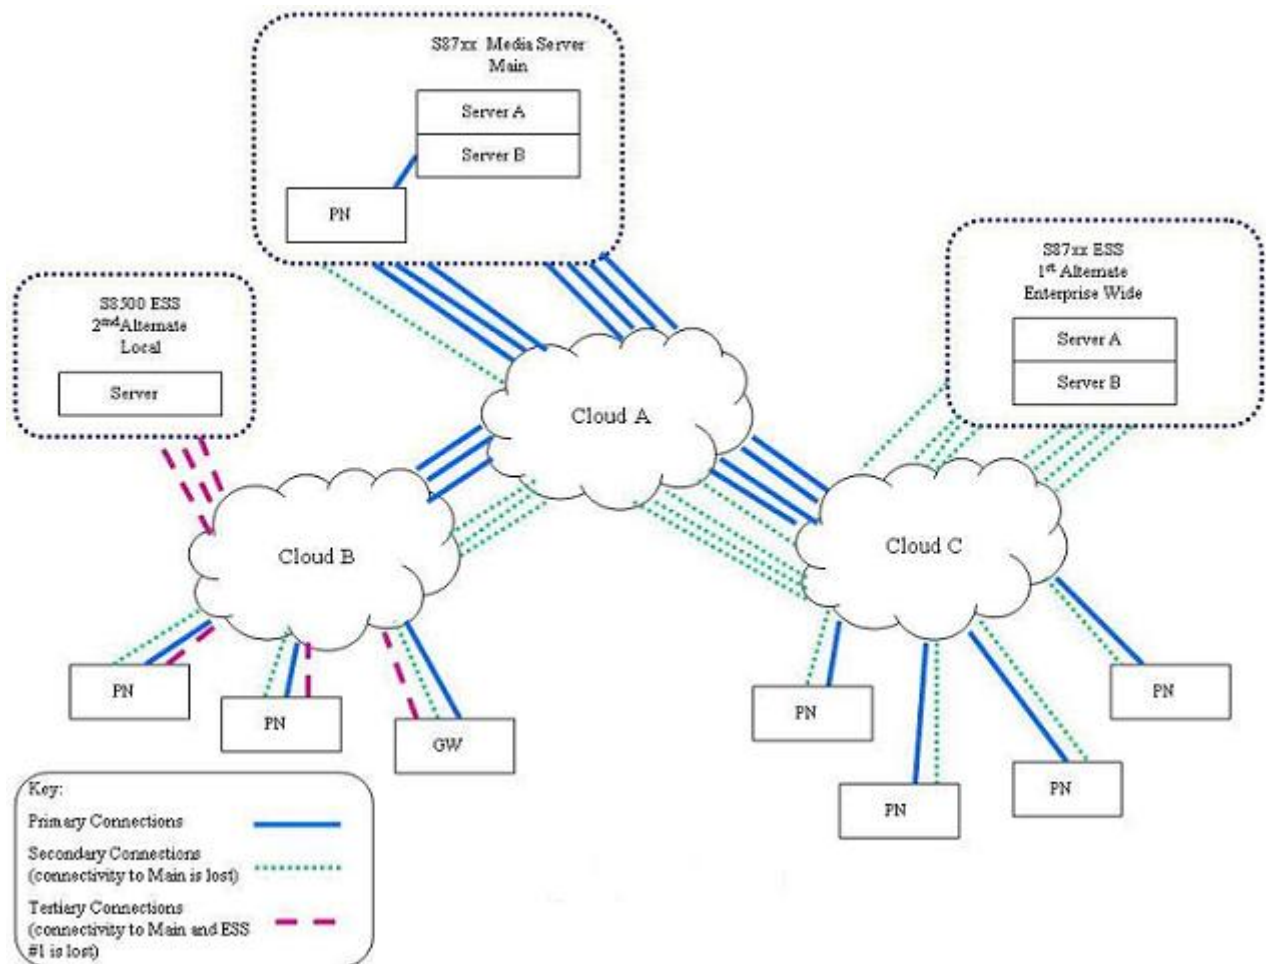 S87xx Media Server
Main
Server A
Server B
PN
S87xx ESS
1st Alternate
Enterprise Wide
Server A
Server B
S8500 ESS
2nd Alternate
Local
Server
Cloud A
Cloud B
Cloud C
PN
PN
GW
PN
PN
PN
PN
Key:
Primary Connections
Secondary Connections
(connectivity to Main is lost)
Tertiary Connections
(connectivity to Main and ESS
#1 is lost)